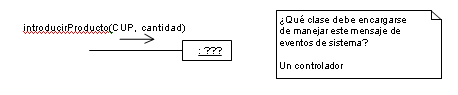 introducirProducto(CUP, cantidad)
: ???
¿Qué clase debe encargarse
de manejar este mensaje de
eventos de sistema?
Un controlador